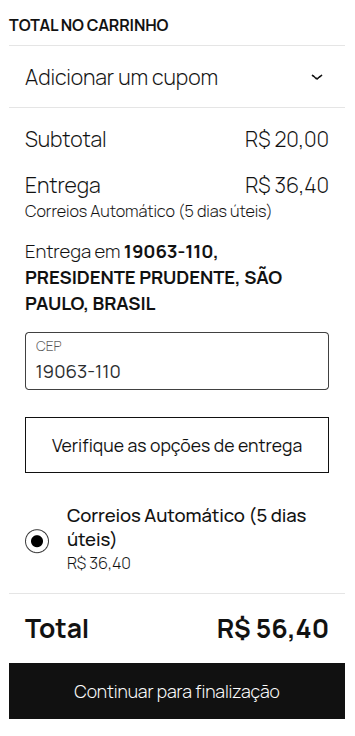 TOTAL NO CARRINHO
Adicionar um cupom
Subtotal R$ 20,00
Entrega R$ 36,40
Correios Automático (5 dias úteis)
Entrega em 19063-110,
PRESIDENTE PRUDENTE, SÃO
PAULO, BRASIL
CEP
19063-110
Verifique as opções de entrega
Correios Automático (5 dias
úteis)
R$ 36,40
Total R$ 56,40
Continuar para finalização